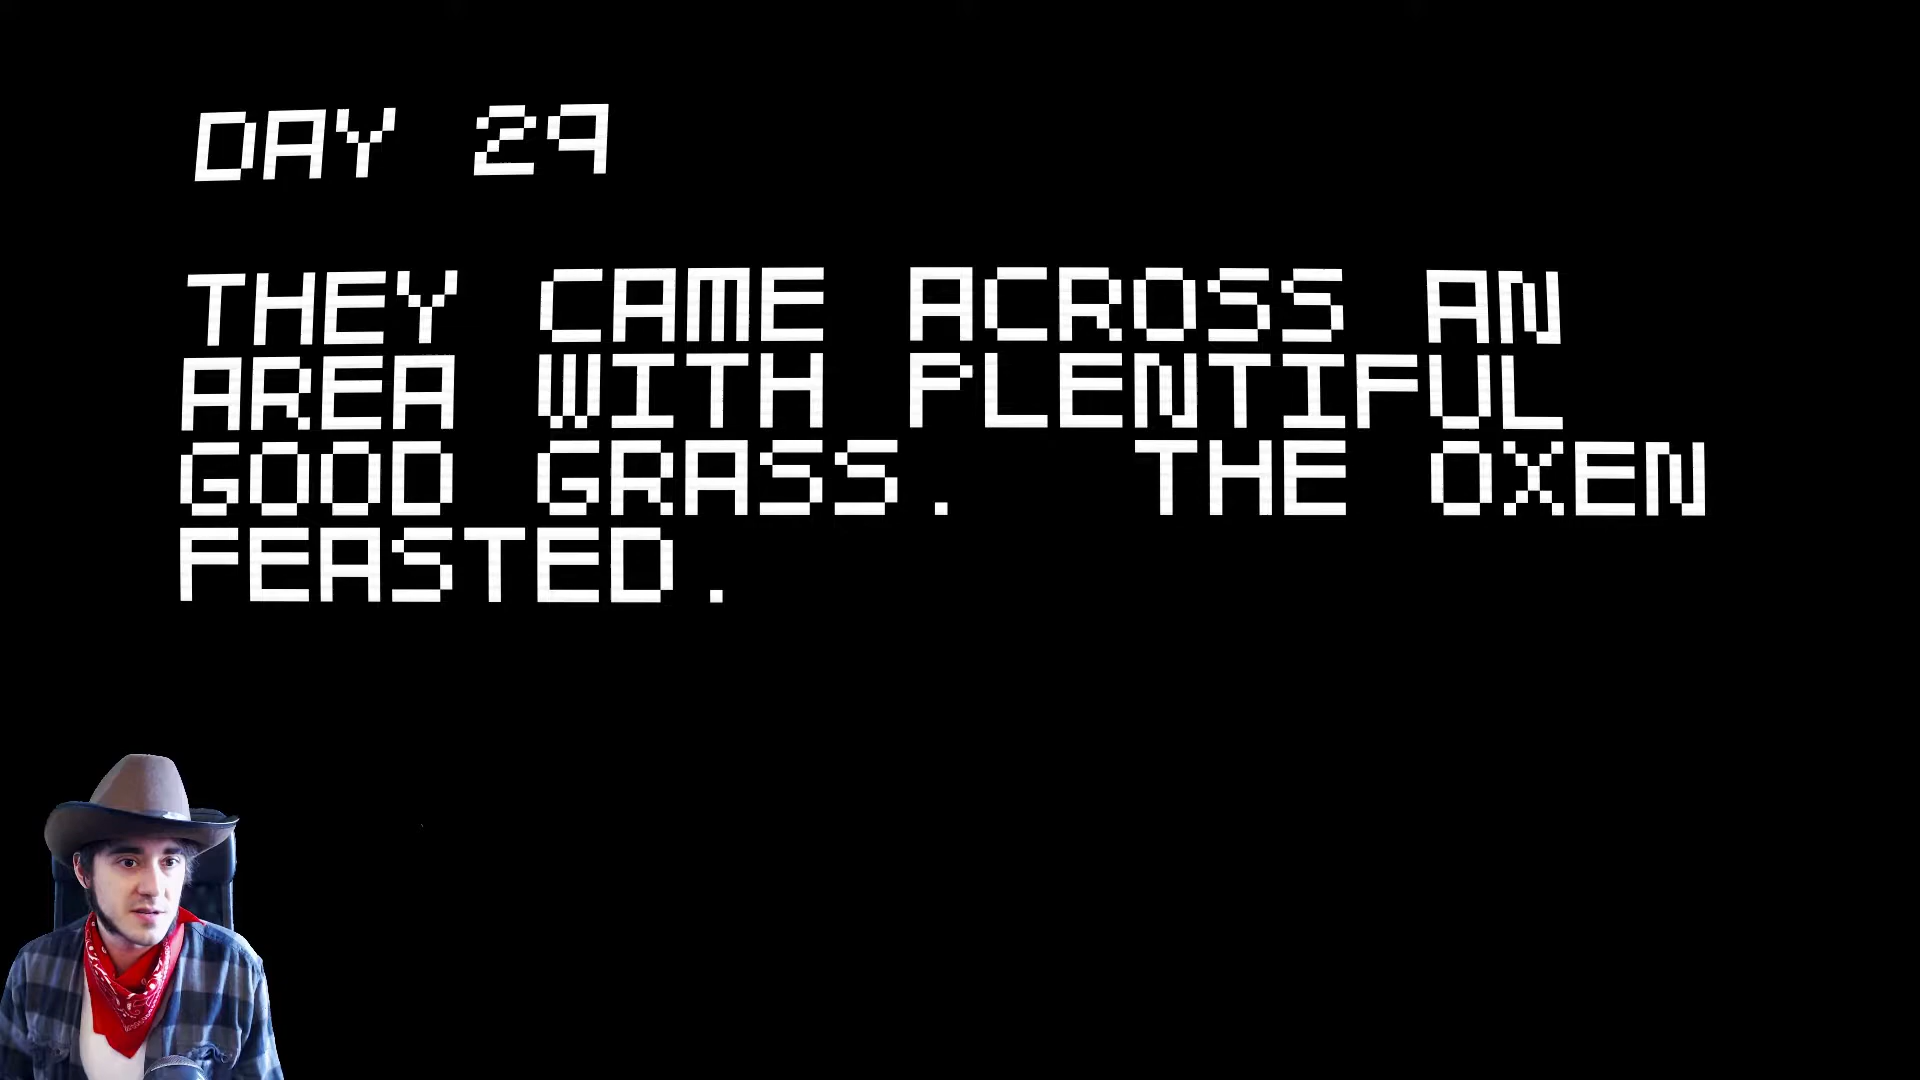 DAY 29
THEY CAME ACROSS AN
AREA WITH PLENTIFUL
GOOD GRASS.  THE OXEN
FEASTED.